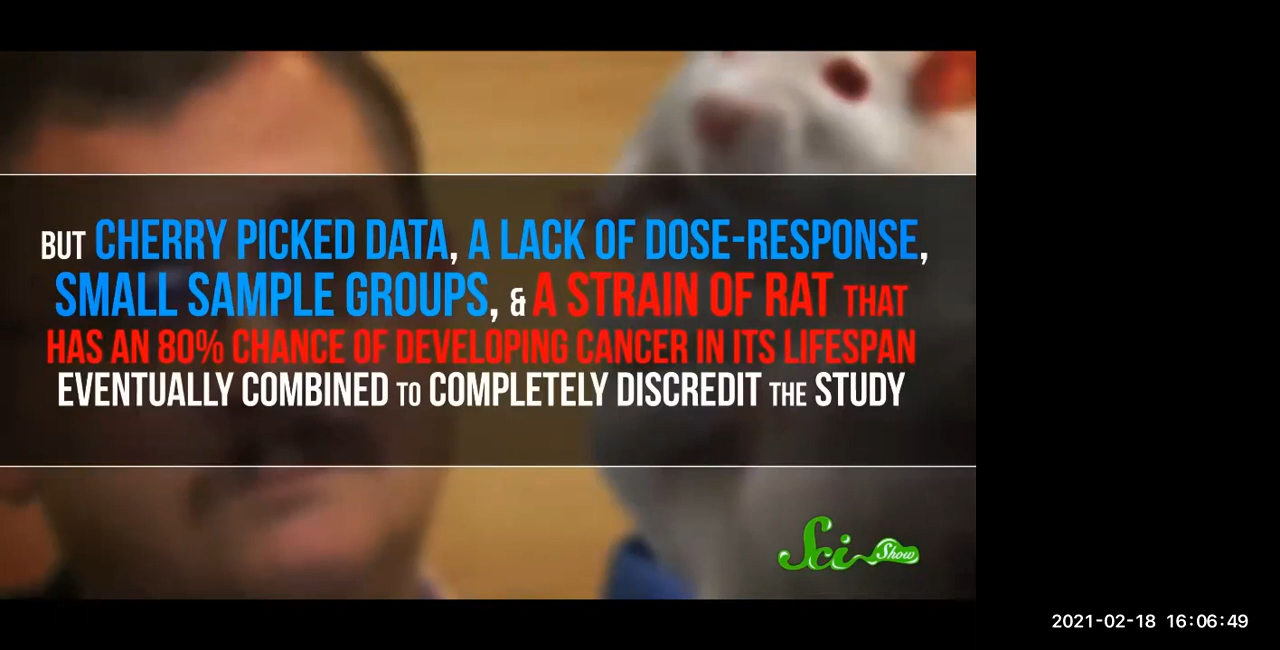 BUT CHERRY PICKED DATA, A LACK OF DOSE-RESPONSE,
SMALL SAMPLE GROUPS, & A STRAIN OF RAT THAT
HAS AN 80% CHANCE OF DEVELOPING CANCER IN ITS LIFESPAN
EVENTUALLY COMBINED TO COMPLETELY DISCREDIT THE STUDY
Sci Show
2021-02-18 16:06:49